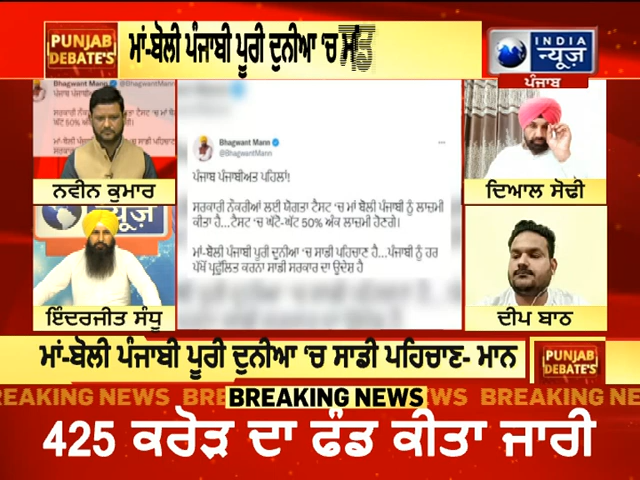 PUNJAB
DEBATE'S
ਮਾਂ-ਬੋਲੀ ਪੰਜਾਬੀ ਪੂਰੀ ਦੁਨੀਆ 'ਚ
INDIA
ਨਿਊਜ਼
ਪੰਜਾਬ
ਨਵੀਨ ਕੁਮਾਰ
ਇੰਦਰਜੀਤ ਸੰਧੂ
Bhagwant Mann
@BhagwantMann
ਪੰਜਾਬ ਪੰਜਾਬੀਅਤ ਪਹਿਲਾਂ!
ਸਰਕਾਰੀ ਨੌਕਰੀਆਂ ਲਈ ਯੋਗਤਾ ਟੈਸਟ 'ਚ ਮਾਂ ਬੋਲੀ ਪੰਜਾਬੀ ਨੂੰ ਲਾਜ਼ਮੀ
ਕੀਤਾ ਹੈ...ਟੈਸਟ 'ਚ ਘੱਟੋ-ਘੱਟ 50% ਅੰਕ ਲਾਜ਼ਮੀ ਹੋਣਗੇ।
ਮਾਂ-ਬੋਲੀ ਪੰਜਾਬੀ ਪੂਰੀ ਦੁਨੀਆ 'ਚ ਸਾਡੀ ਪਹਿਚਾਣ ਹੈ...ਪੰਜਾਬੀ ਨੂੰ ਹਰ
ਪੱਖੋਂ ਪ੍ਰਫੁੱਲਿਤ ਕਰਨਾ ਸਾਡੀ ਸਰਕਾਰ ਦਾ ਉਦੇਸ਼ ਹੈ
ਦਿਆਲ ਸੋਢੀ
ਦੀਪ ਬਾਠ
ਮਾਂ-ਬੋਲੀ ਪੰਜਾਬੀ ਪੂਰੀ ਦੁਨੀਆ 'ਚ ਸਾਡੀ ਪਹਿਚਾਣ- ਮਾਨ
PUNJAB
DEBATE'S
BREAKING NEWS
425 ਕਰੋੜ ਦਾ ਫੰਡ ਕੀਤਾ ਜਾਰੀ